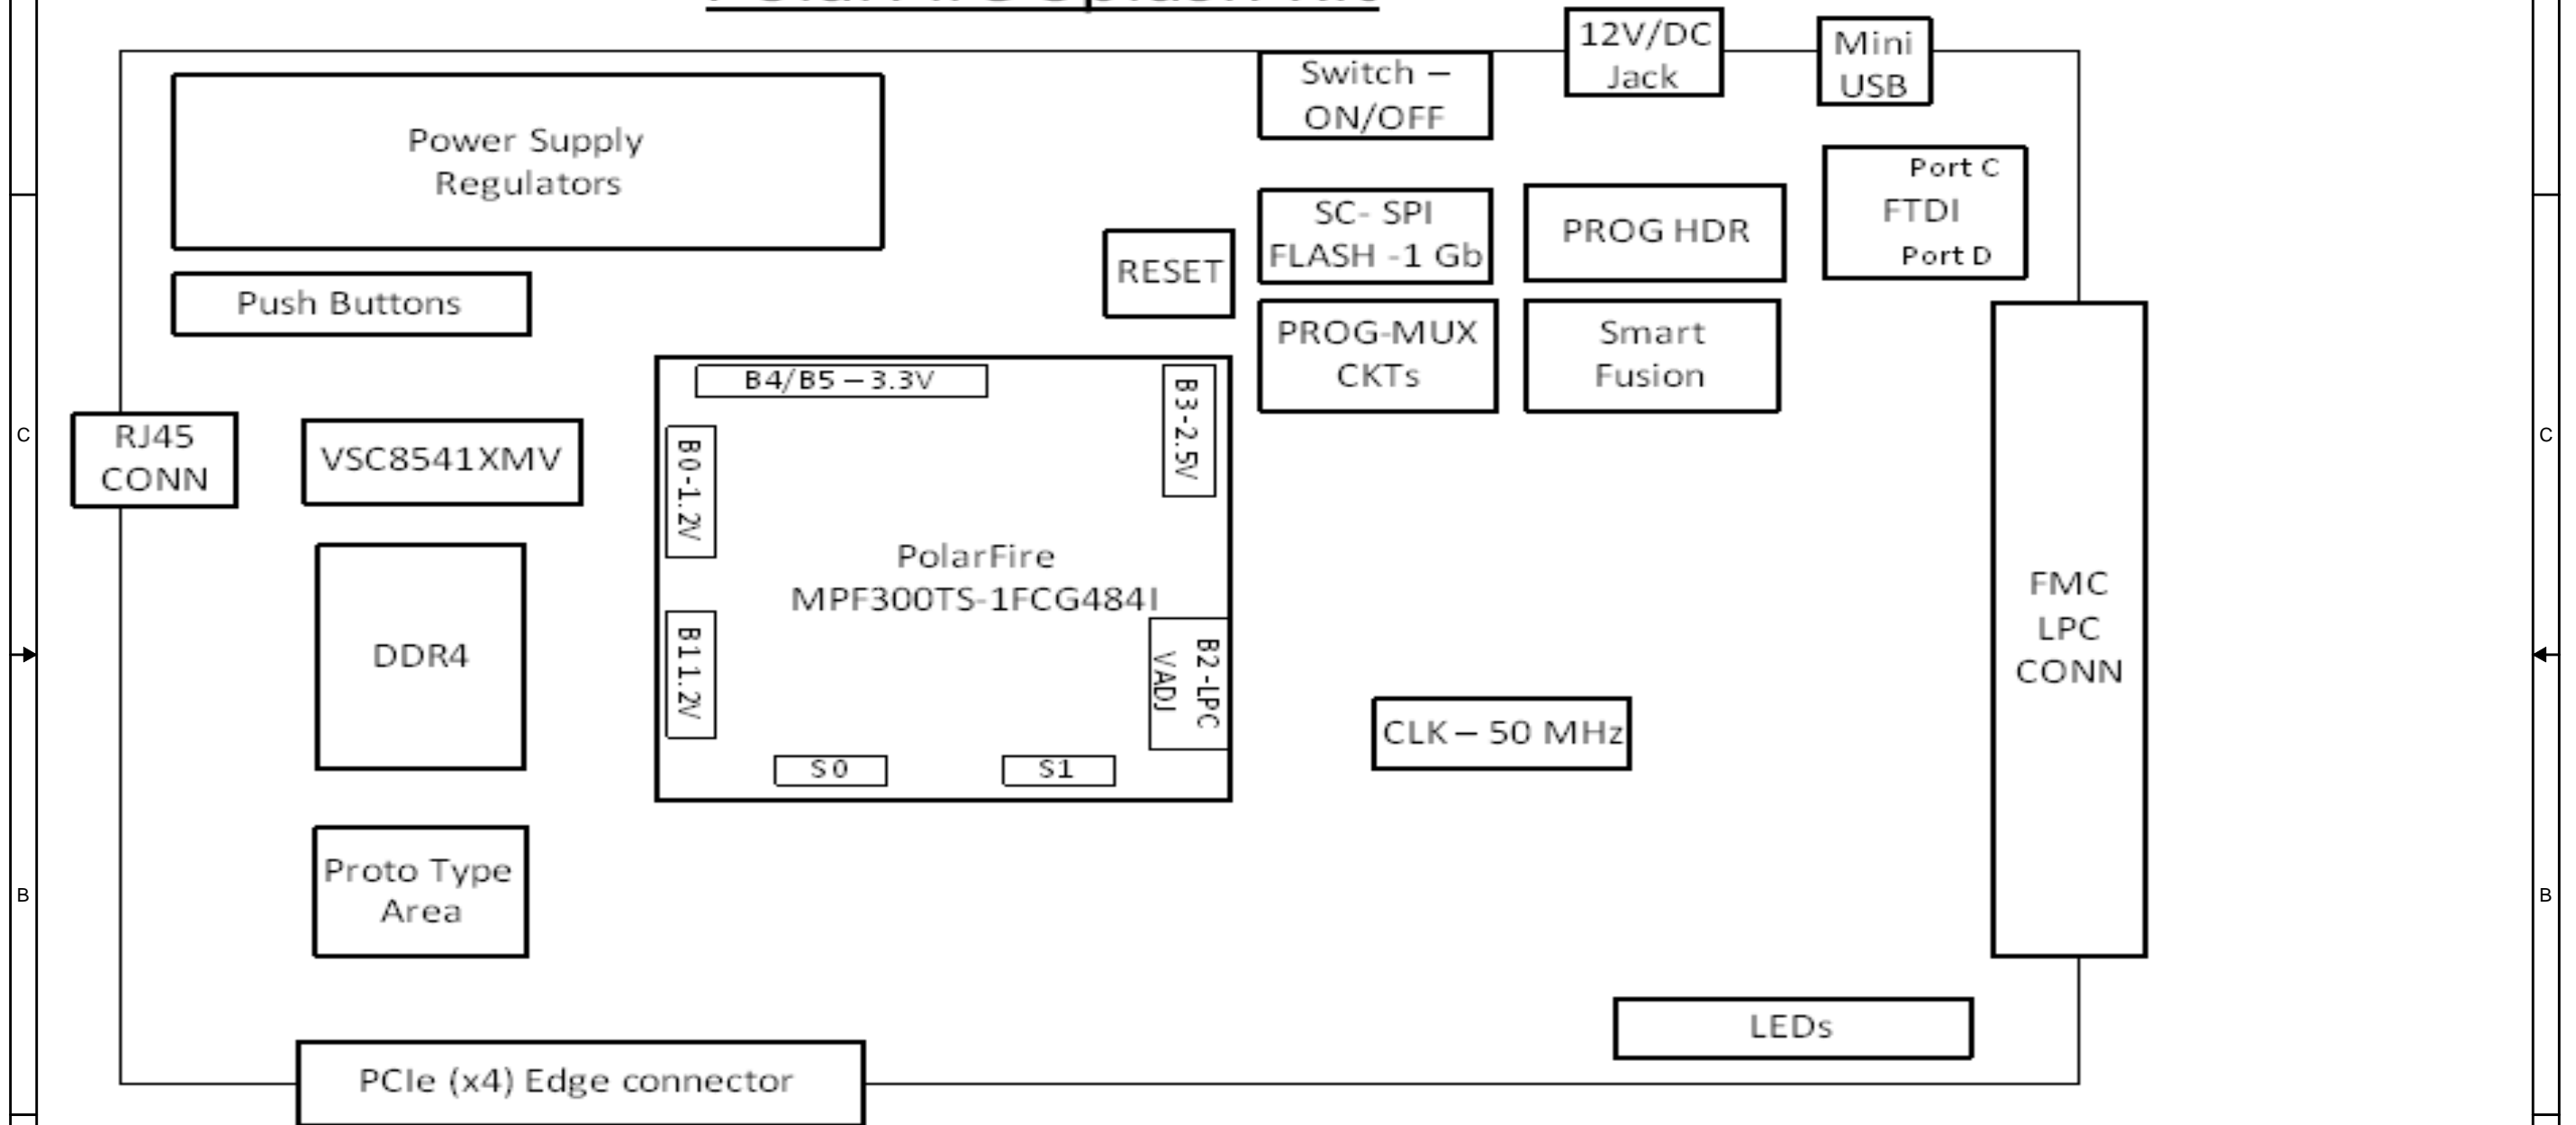 12V/DC
Jack
Mini
USB
Switch –
ON/OFF
Power Supply
Regulators
Port C
FTDI
Port D
SC- SPI
FLASH -1 Gb
PROG HDR
RESET
Push Buttons
PROG-MUX
CKTs
Smart
Fusion
B4/B5 – 3.3V
B3-2.5V
C
RJ45
CONN
VSC8541XMV
B0-1.2V
C
PolarFire
MPF300TS-1FCG484I
FMC
LPC
CONN
DDR4
B1 1.2V
B2-LPC
VADJ
CLK – 50 MHz
S0
S1
Proto Type
Area
B
B
LEDs
PCIe (x4) Edge connector